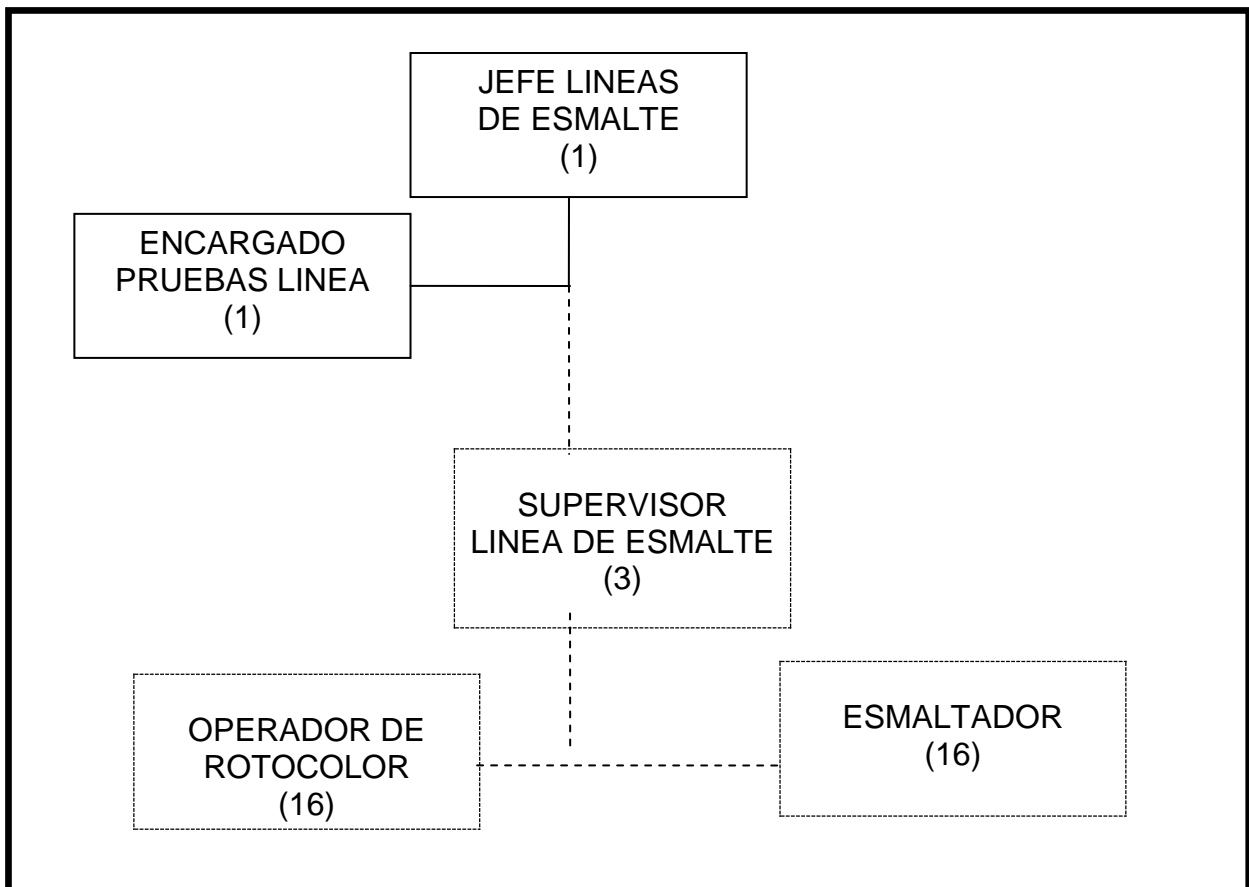 JEFE LINEAS
DE ESMALTE
(1)
ENCARGADO
PRUEBAS LINEA
(1)
SUPERVISOR
LINEA DE ESMALTE
(3)
OPERADOR DE
ROTOCOLOR
(16)
ESMALTADOR
(16)